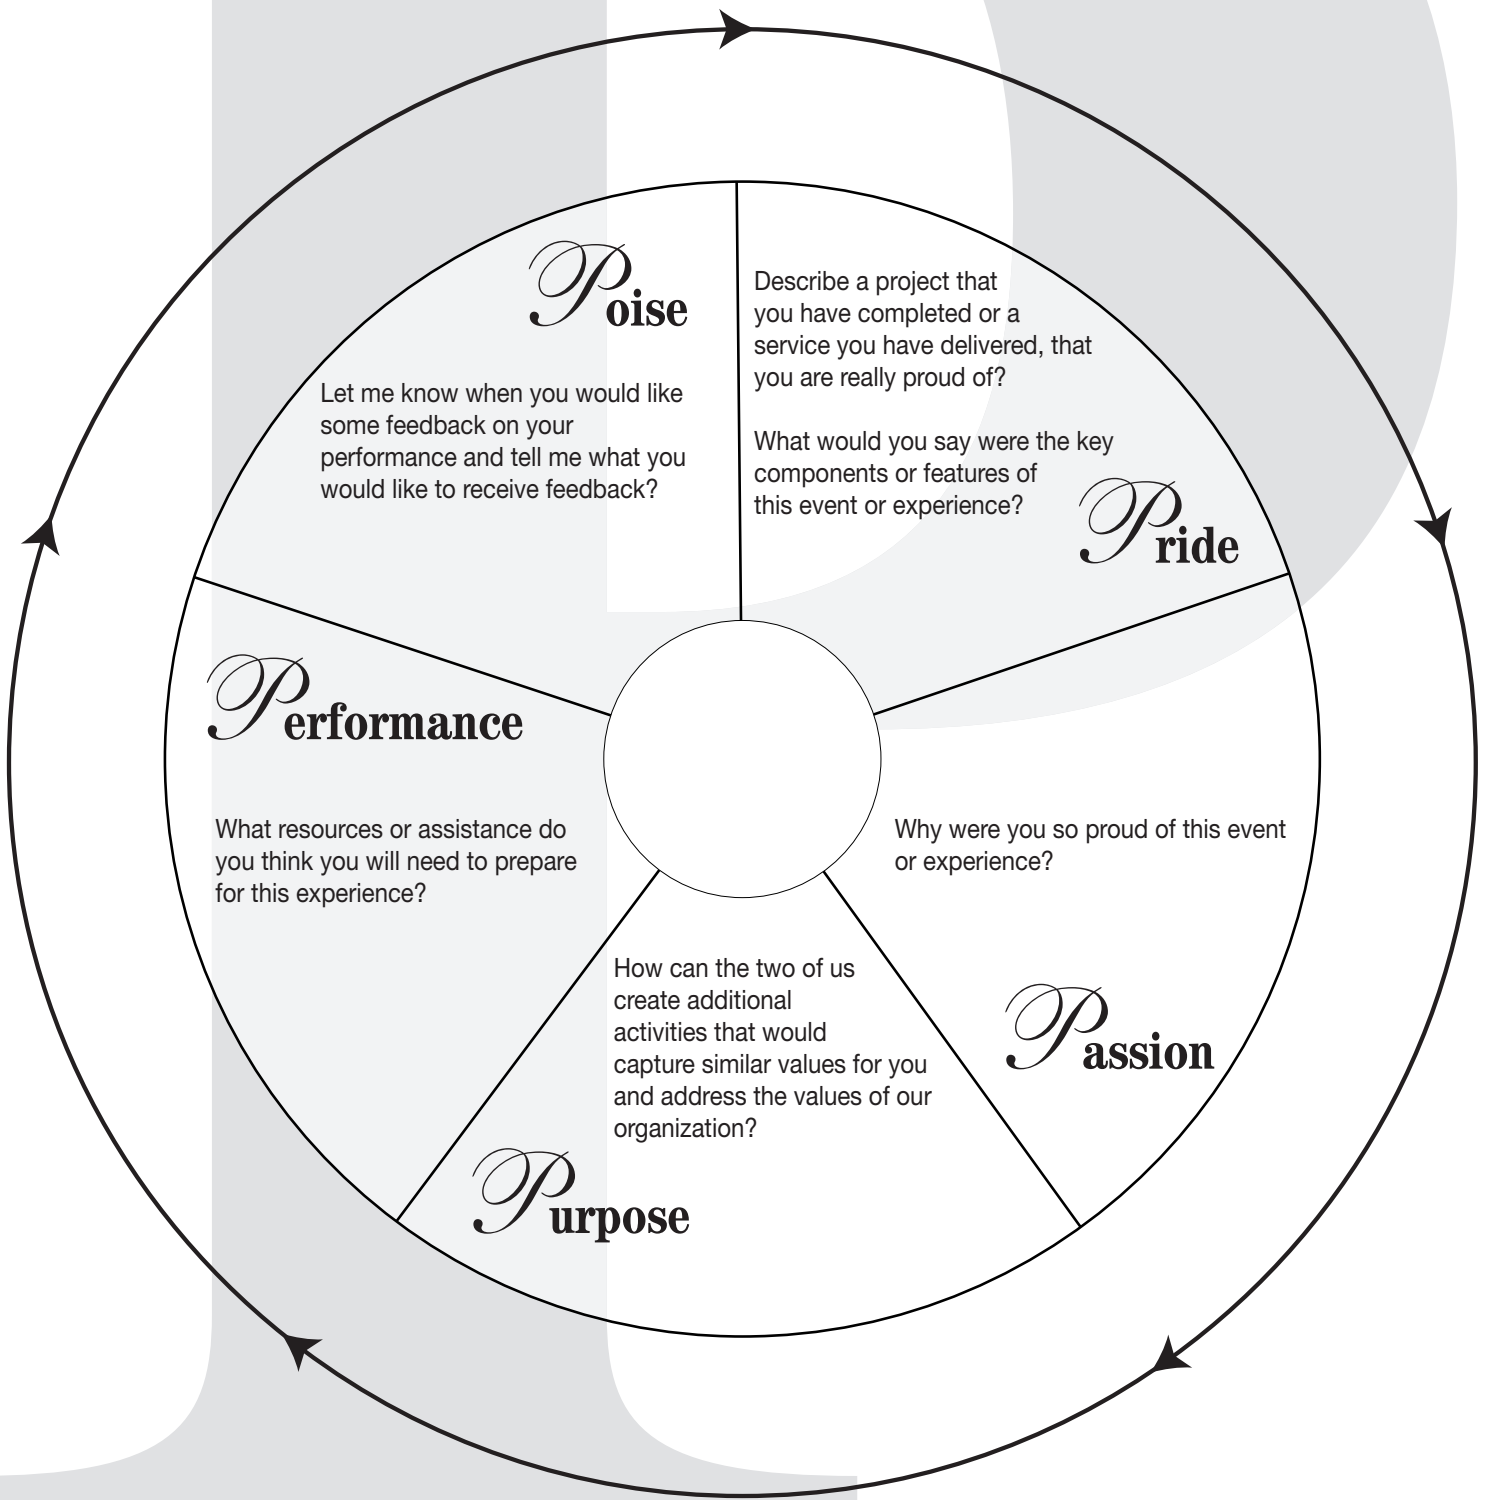 Poise
Let me know when you would like
some feedback on your
performance and tell me what you
would like to receive feedback?
Describe a project that
you have completed or a
service you have delivered, that
you are really proud of?
What would you say were the key
components or features of
this event or experience?
Pride
Performance
What resources or assistance do
you think you will need to prepare
for this experience?
Why were you so proud of this event
or experience?
Passion
How can the two of us
create additional
activities that would
capture similar values for you
and address the values of our
organization?
Purpose